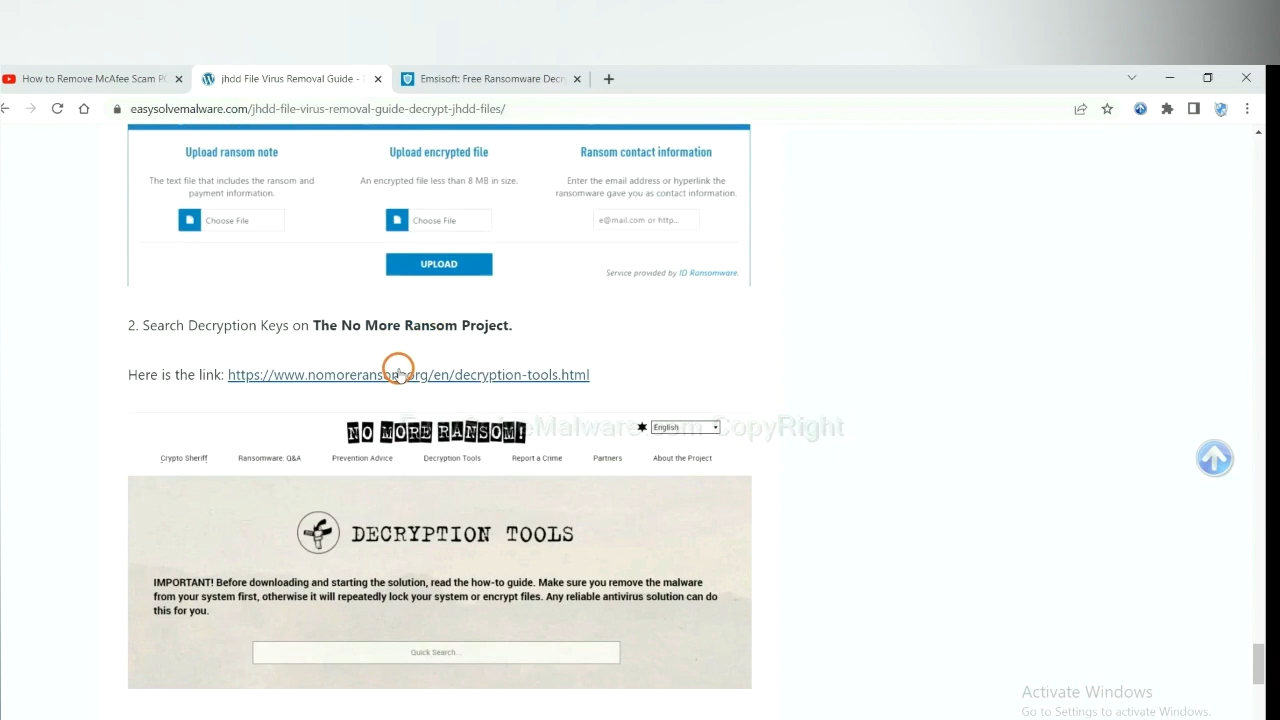 How to Remove McAfee Scam P
jhdd File Virus Removal Guide -
Emsisoft: Free Ransomware Decr
easysolvemalware.com/jhdd-file-virus-removal-guide-decrypt-jhdd-files/
Upload ransom note
Upload encrypted file
Ransom contact information
The text file that includes the ransom and
payment information.
An encrypted file less than 8 MB in size.
Enter the email address or hyperlink the
ransomware gave you as contact information.
Choose File
Choose File
e@mail.com or http...
UPLOAD
Service provided by ID Ransomware.
2. Search Decryption Keys on The No More Ransom Project.
Here is the link: https://www.nomoreransom.org/en/decryption-tools.html
NO MORE RANSOM!
English
EasySolveMalware.com CopyRight
Crypto Sheriff
Ransomware: Q&A
Prevention Advice
Decryption Tools
Report a Crime
Partners
About the Project
DECRYPTION TOOLS
IMPORTANT! Before downloading and starting the solution, read the how-to guide. Make sure you remove the malware
from your system first, otherwise it will repeatedly lock your system or encrypt files. Any reliable antivirus solution can do
this for you.
Quick Search...
Activate Windows
Go to Settings to activate Windows.